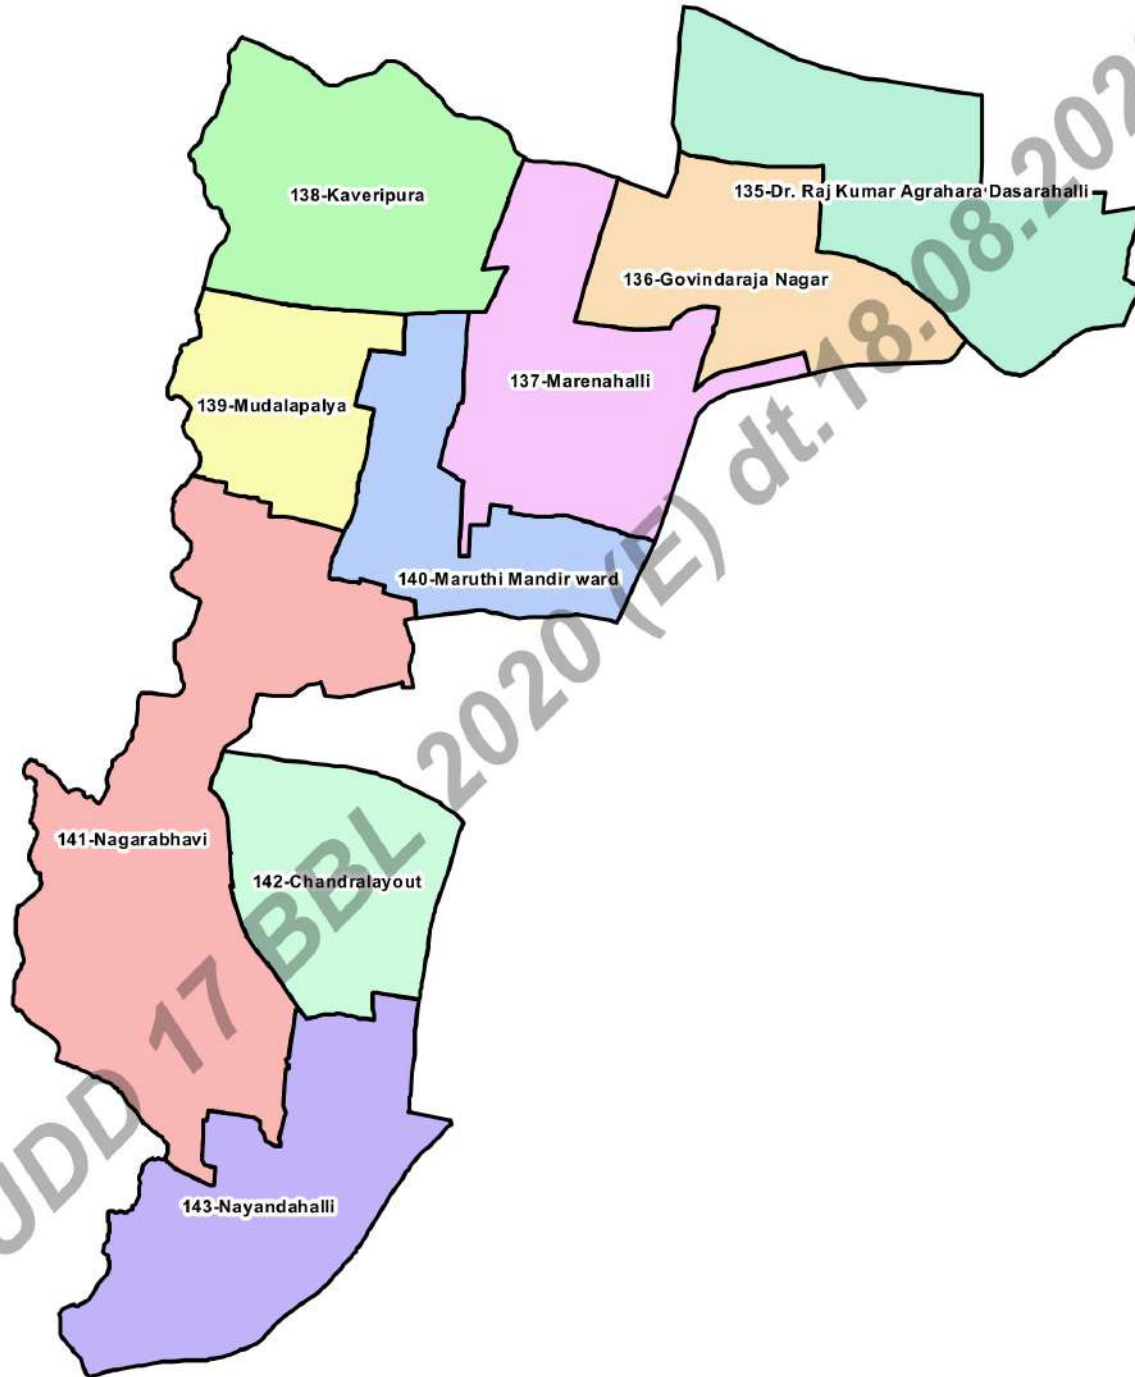 138-Kaveripura
135-Dr. Raj Kumar Agrahara Dasarahalli
136-Govindaraja Nagar
137-Marenahalli
139-Mudalapalya
140-Maruthi Mandir ward
141-Nagarabhavi
142-Chandralayout
143-Nayandahalli
UDD 17 BBL 2020 (E) dt.18.08.202